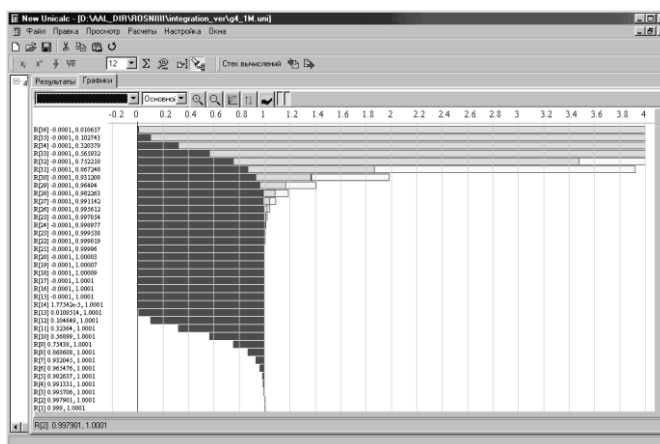 New Unicalc - [D:\AAL_DIR\ROSNIIII\integration_ver\g4_1M.uni]
Файл Правка Просмотр Расчеты Настройка Окна
12 Стек вычислений
Результаты Графики
Основной
-0.2 0 0.2 0.4 0.6 0.8 1 1.2 1.4 1.6 1.8 2 2.2 2.4 2.6 2.8 3 3.2 3.4 3.6 3.8 4
R[36] -0.0001, 0.010657
R[35] -0.0001, 0.102743
R[34] -0.0001, 0.320379
R[33] -0.0001, 0.565932
R[32] -0.0001, 0.752218
R[31] -0.0001, 0.867240
R[30] -0.0001, 0.931208
R[29] -0.0001, 0.96494
R[28] -0.0001, 0.982263
R[27] -0.0001, 0.991142
R[26] -0.0001, 0.995612
R[25] -0.0001, 0.997834
R[24] -0.0001, 0.998977
R[23] -0.0001, 0.999538
R[22] -0.0001, 0.999819
R[21] -0.0001, 0.99996
R[20] -0.0001, 1.00003
R[19] -0.0001, 1.00007
R[18] -0.0001, 1.00009
R[17] -0.0001, 1.0001
R[16] -0.0001, 1.0001
R[15] -0.0001, 1.0001
R[14] 1.77542e-5, 1.0001
R[13] 0.0108514, 1.0001
R[12] 0.104649, 1.0001
R[11] 0.32364, 1.0001
R[10] 0.56899, 1.0001
R[9] 0.75438, 1.0001
R[8] 0.868608, 1.0001
R[7] 0.932045, 1.0001
R[6] 0.965476, 1.0001
R[5] 0.982637, 1.0001
R[4] 0.991331, 1.0001
R[3] 0.995706, 1.0001
R[2] 0.997901, 1.0001
R[1] 0.999, 1.0001
R[2] 0.997901, 1.0001